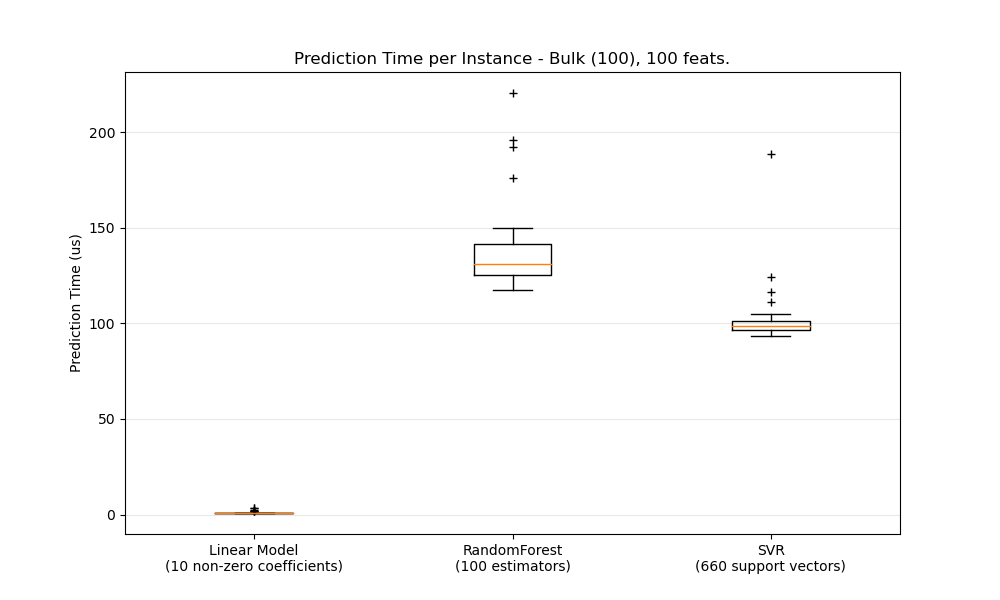 Prediction Time per Instance - Bulk (100), 100 feats.
Prediction Time (us)
200
150
100
50
0
Linear Model
(10 non-zero coefficients)
RandomForest
(100 estimators)
SVR
(660 support vectors)